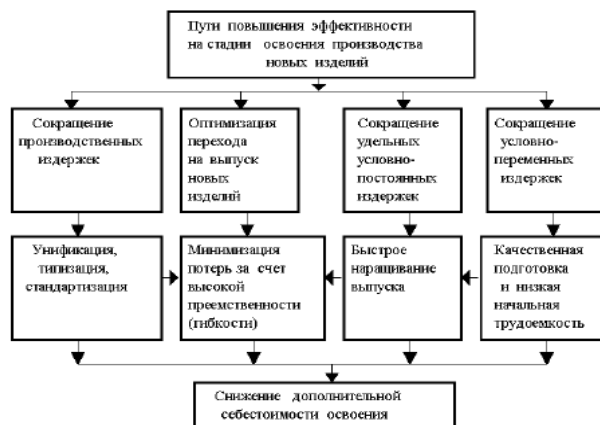 Пути повышения эффективности
на стадии освоения производства
новых изделий
Сокращение
производственных
издержек
Оптимизация
перехода
на выпуск
новых
изделий
Сокращение
удельных
условно-
постоянных
издержек
Сокращение
условно-
переменных
издержек
Унификация,
типизация,
стандартизация
Минимизация
потерь за счет
высокой
преемственности
(гибкости)
Быстрое
наращивание
выпуска
Качественная
подготовка
и низкая
начальная
трудоемкость
Снижение дополнительной
себестоимости освоения